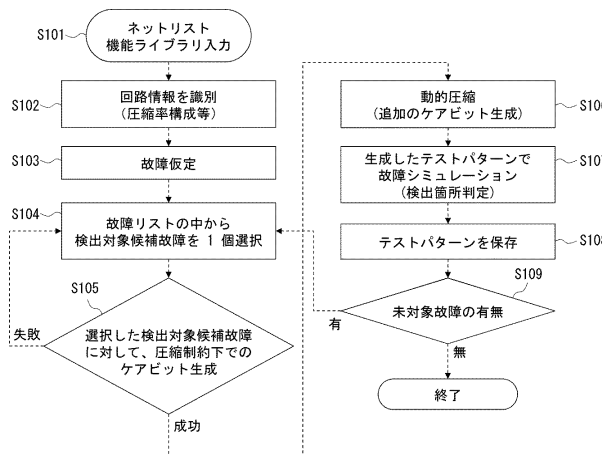 S101
ネットリスト
機能ライブラリ入力
S102
回路情報を識別
(圧縮率構成等)
S103
故障仮定
S104
故障リストの中から
検出対象候補故障を 1 個選択
S105
失敗
選択した検出対象候補故障
に対して、圧縮制約下での
ケアビット生成
成功
動的圧縮
(追加のケアビット生成)
S106
生成したテストパターンで
故障シミュレーション
(検出箇所判定)
S107
テストパターンを保存
S108
S109
未対象故障の有無
有
無
終了